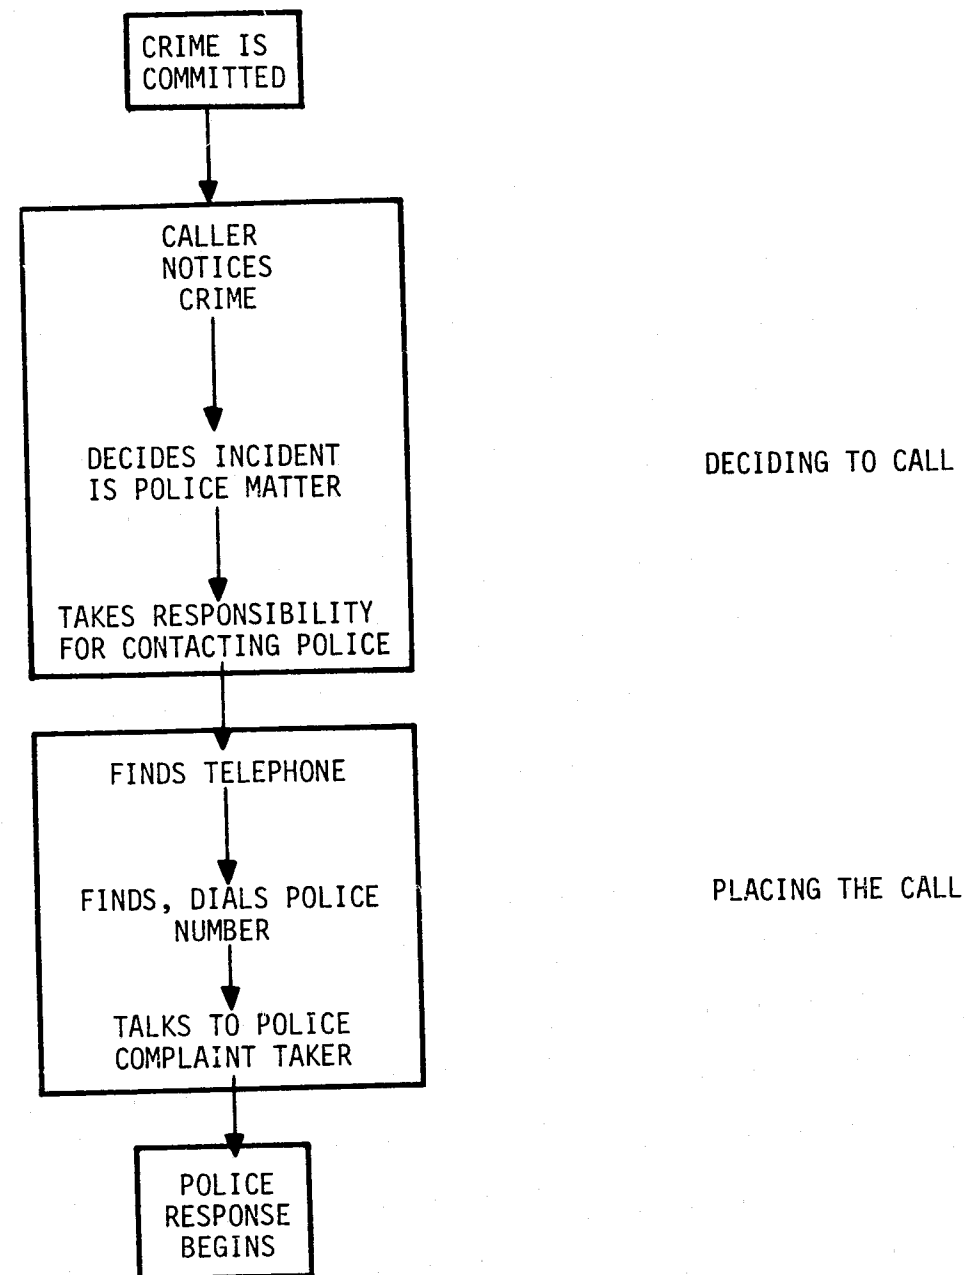 CRIME IS
COMMITTED
CALLER
NOTICES
CRIME
DECIDES INCIDENT
IS POLICE MATTER
DECIDING TO CALL
TAKES RESPONSIBILITY
FOR CONTACTING POLICE
FINDS TELEPHONE
FINDS, DIALS POLICE
NUMBER
PLACING THE CALL
TALKS TO POLICE
COMPLAINT TAKER
POLICE
RESPONSE
BEGINS